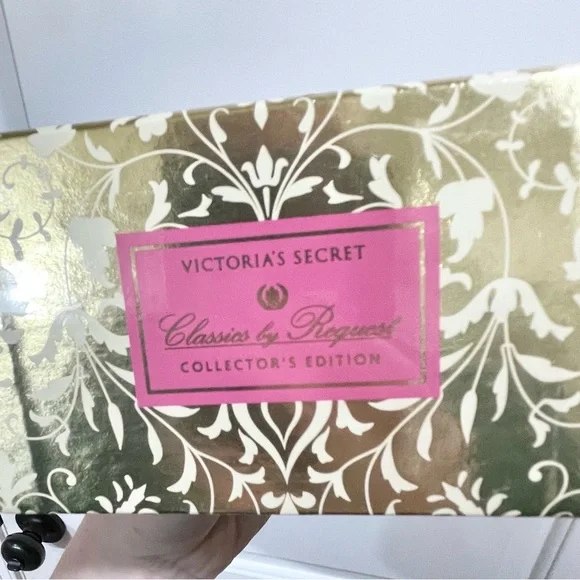 VICTORIA'S SECRET
Classics by Request
COLLECTOR'S EDITION